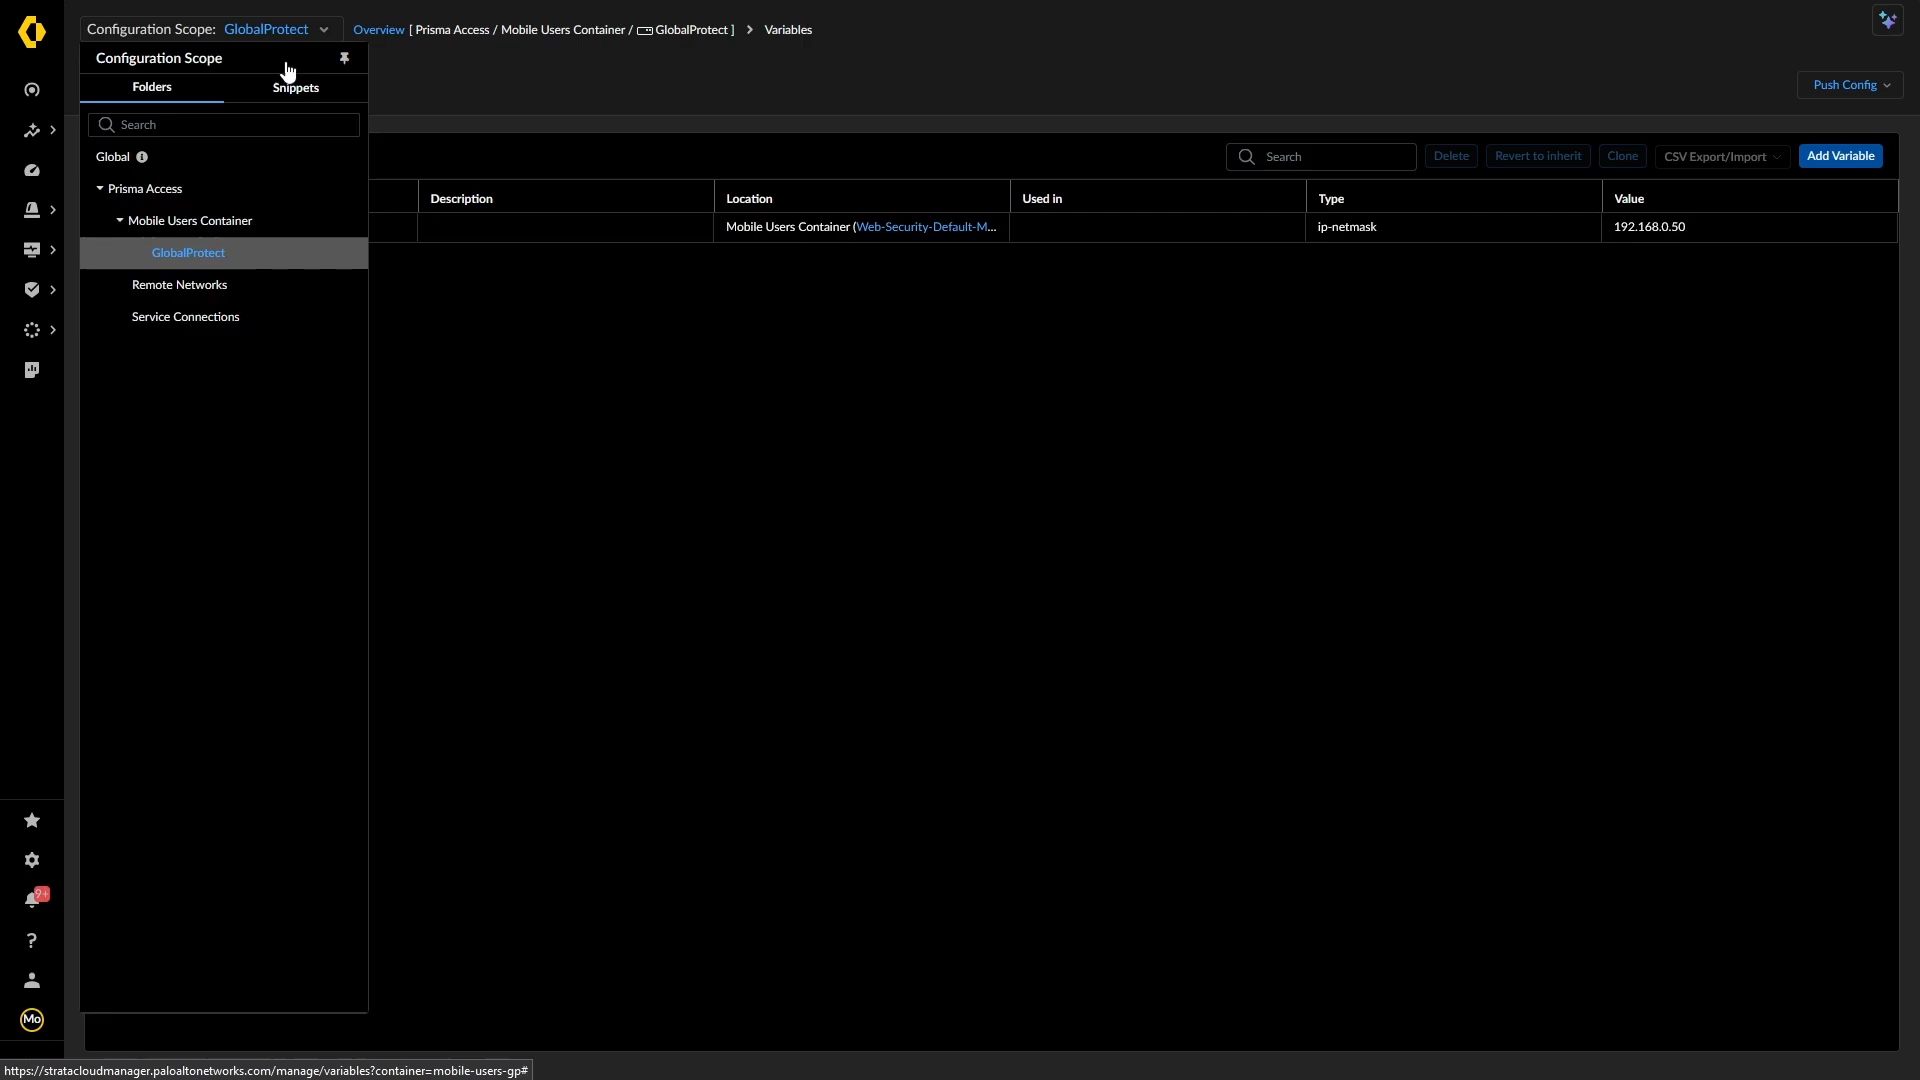 Configuration Scope: GlobalProtect
Overview [ Prisma Access / Mobile Users Container / GlobalProtect ] > Variables
Configuration Scope
Folders
Snippets
Push Config
Search
Global
Prisma Access
Mobile Users Container
GlobalProtect
Remote Networks
Service Connections
Search
Delete
Revert to inherit
Clone
CSV Export/Import
Add Variable
Description
Location
Used in
Type
Value
Mobile Users Container (Web-Security-Default-M...
ip-netmask
192.168.0.50
9+
?
Mo
https://stratacloudmanager.paloaltonetworks.com/manage/variables?container=mobile-users-gp#